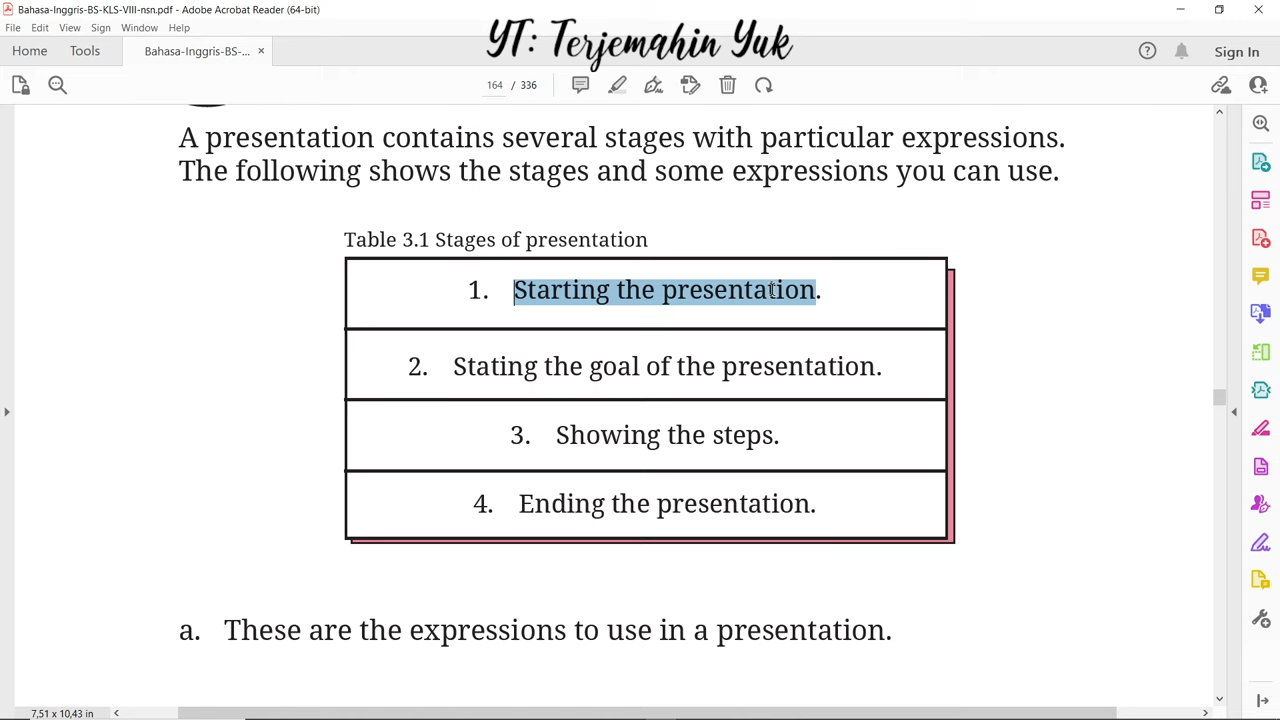 Bahasa-Inggris-BS-KLS-VIII-nsn.pdf - Adobe Acrobat Reader (64-bit)
File Edit View Sign Window Help
YT: Terjemahin Yuk
Home Tools Bahasa-Inggris-BS-... × Sign In
164 / 336
A presentation contains several stages with particular expressions.
The following shows the stages and some expressions you can use.
Table 3.1 Stages of presentation
1. Starting the presentation.
2. Stating the goal of the presentation.
3. Showing the steps.
4. Ending the presentation.
a. These are the expressions to use in a presentation.
7,51 x 10,43 in